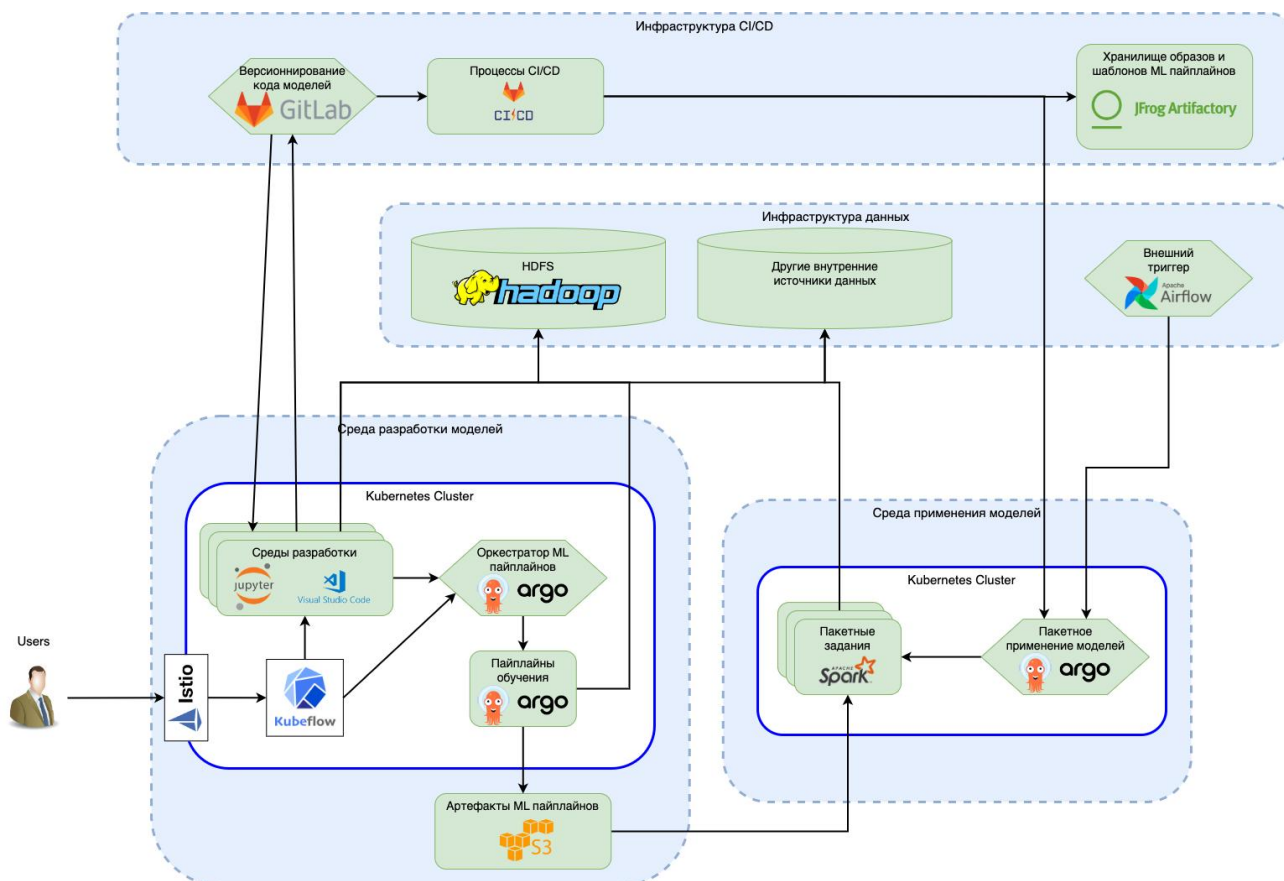 Инфраструктура CI/CD
Версионнирование
кода моделей
GitLab
Процессы CI/CD
CI/CD
Хранилище образов и
шаблонов ML пайплайнов
JFrog Artifactory
Инфраструктура данных
HDFS
hadoop
Другие внутренние
источники данных
Внешний
триггер
Apache
Airflow
Среда разработки моделей
Kubernetes Cluster
Среды разработки
jupyter
Visual Studio Code
Оркестратор ML
пайплайнов
argo
Users
Istio
Kubeflow
Пайплайны
обучения
argo
Артефакты ML пайплайнов
S3
Среда применения моделей
Kubernetes Cluster
Пакетные
задания
APACHE
Spark
Пакетное
применение моделей
argo